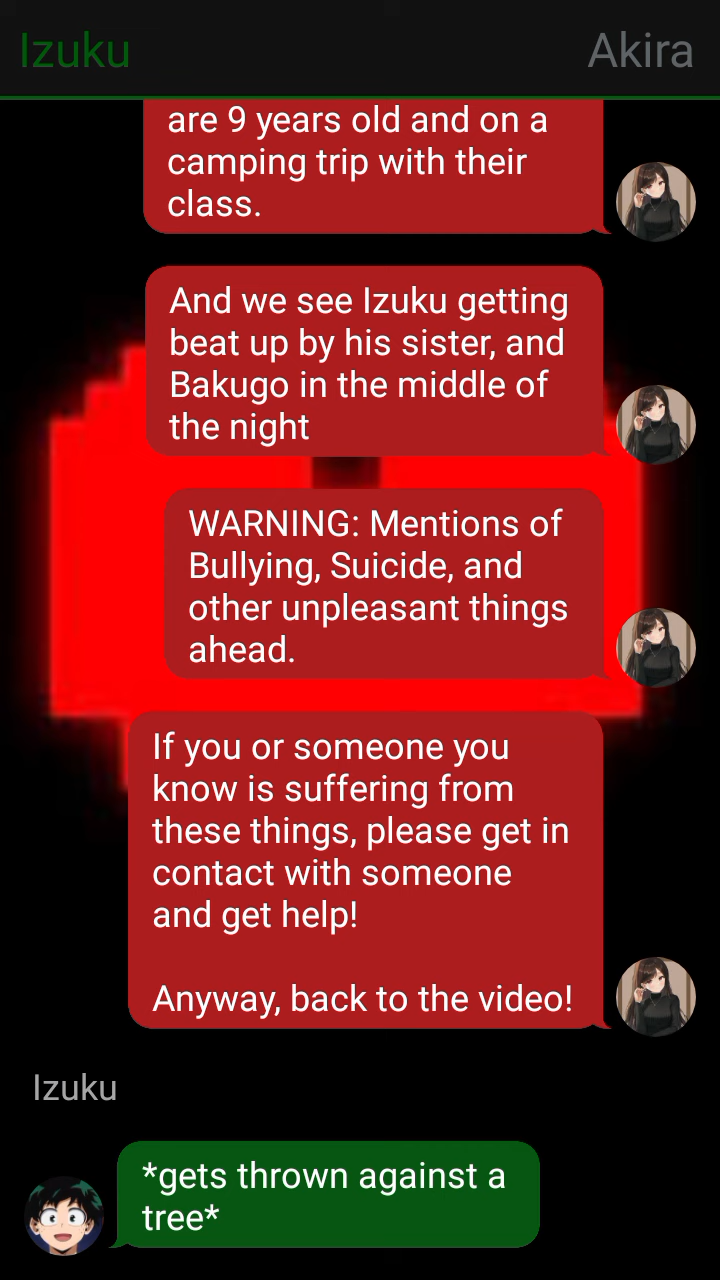 Izuku Akira
are 9 years old and on a
camping trip with their
class.
And we see Izuku getting
beat up by his sister, and
Bakugo in the middle of
the night
WARNING: Mentions of
Bullying, Suicide, and
other unpleasant things
ahead.
If you or someone you
know is suffering from
these things, please get in
contact with someone
and get help!
Anyway, back to the video!
Izuku
*gets thrown against a
tree*